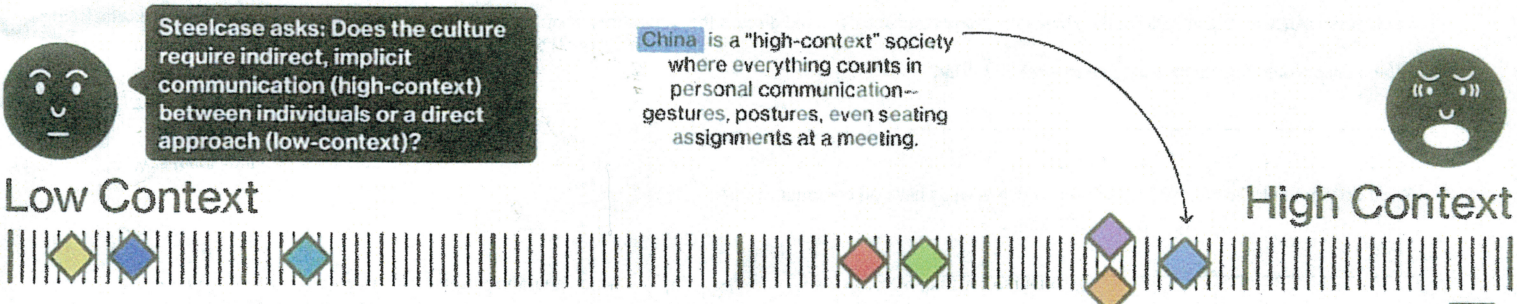 Steelcase asks: Does the culture
require indirect, implicit
communication (high-context)
between individuals or a direct
approach (low-context)?
China is a "high-context" society
where everything counts in
personal communication—
gestures, postures, even seating
assignments at a meeting.
Low Context
High Context